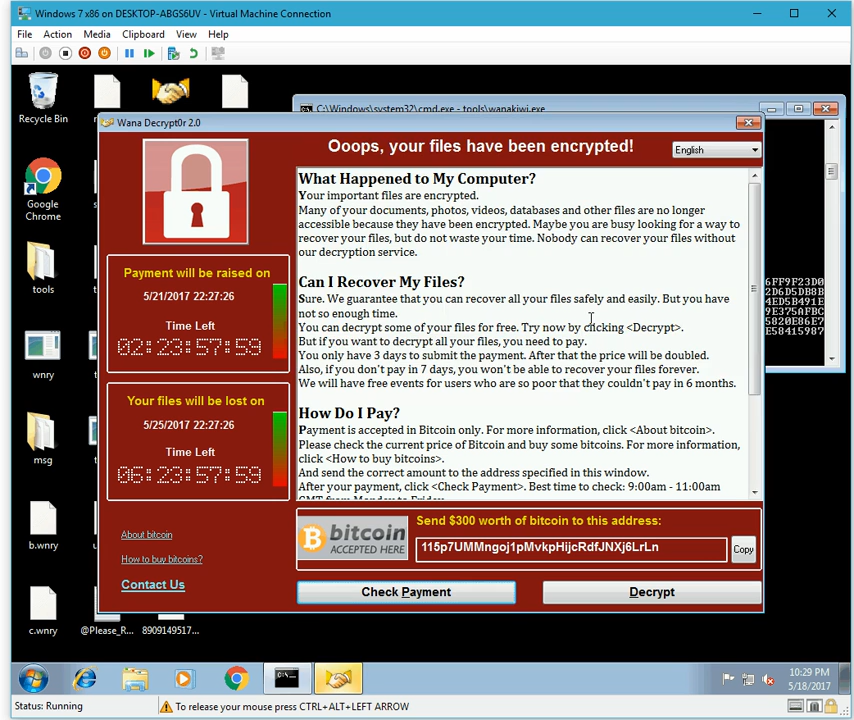 Windows 7 x86 on DESKTOP-ABGS6UV - Virtual Machine Connection
File Action Media Clipboard View Help
Recycle Bin
Google
Chrome
tools
wnry
msg
b.wnry
c.wnry
@Please_R...
8909149517...
C:\Windows\system32\cmd.exe - tools\wanakiwi.exe
6FF9F23D0
2D6D5DB8B
4ED5B491E
9E375AFBC
5820E86E7
E58415987
Wana Decrypt0r 2.0
Ooops, your files have been encrypted!
English
Payment will be raised on
5/21/2017 22:27:26
Time Left
02:23:57:59
Your files will be lost on
5/25/2017 22:27:26
Time Left
06:23:57:59
About bitcoin
How to buy bitcoins?
Contact Us
What Happened to My Computer?
Your important files are encrypted.
Many of your documents, photos, videos, databases and other files are no longer
accessible because they have been encrypted. Maybe you are busy looking for a way to
recover your files, but do not waste your time. Nobody can recover your files without
our decryption service.
Can I Recover My Files?
Sure. We guarantee that you can recover all your files safely and easily. But you have
not so enough time.
You can decrypt some of your files for free. Try now by clicking <Decrypt>.
But if you want to decrypt all your files, you need to pay.
You only have 3 days to submit the payment. After that the price will be doubled.
Also, if you don't pay in 7 days, you won't be able to recover your files forever.
We will have free events for users who are so poor that they couldn't pay in 6 months.
How Do I Pay?
Payment is accepted in Bitcoin only. For more information, click <About bitcoin>.
Please check the current price of Bitcoin and buy some bitcoins. For more information,
click <How to buy bitcoins>.
And send the correct amount to the address specified in this window.
After your payment, click <Check Payment>. Best time to check: 9:00am - 11:00am
GMT from Monday to Friday.
bitcoin
ACCEPTED HERE
Send $300 worth of bitcoin to this address:
115p7UMMngoj1pMvkpHijcRdfJNXj6LrLn
Copy
Check Payment
Decrypt
10:29 PM
5/18/2017
Status: Running
To release your mouse press CTRL+ALT+LEFT ARROW